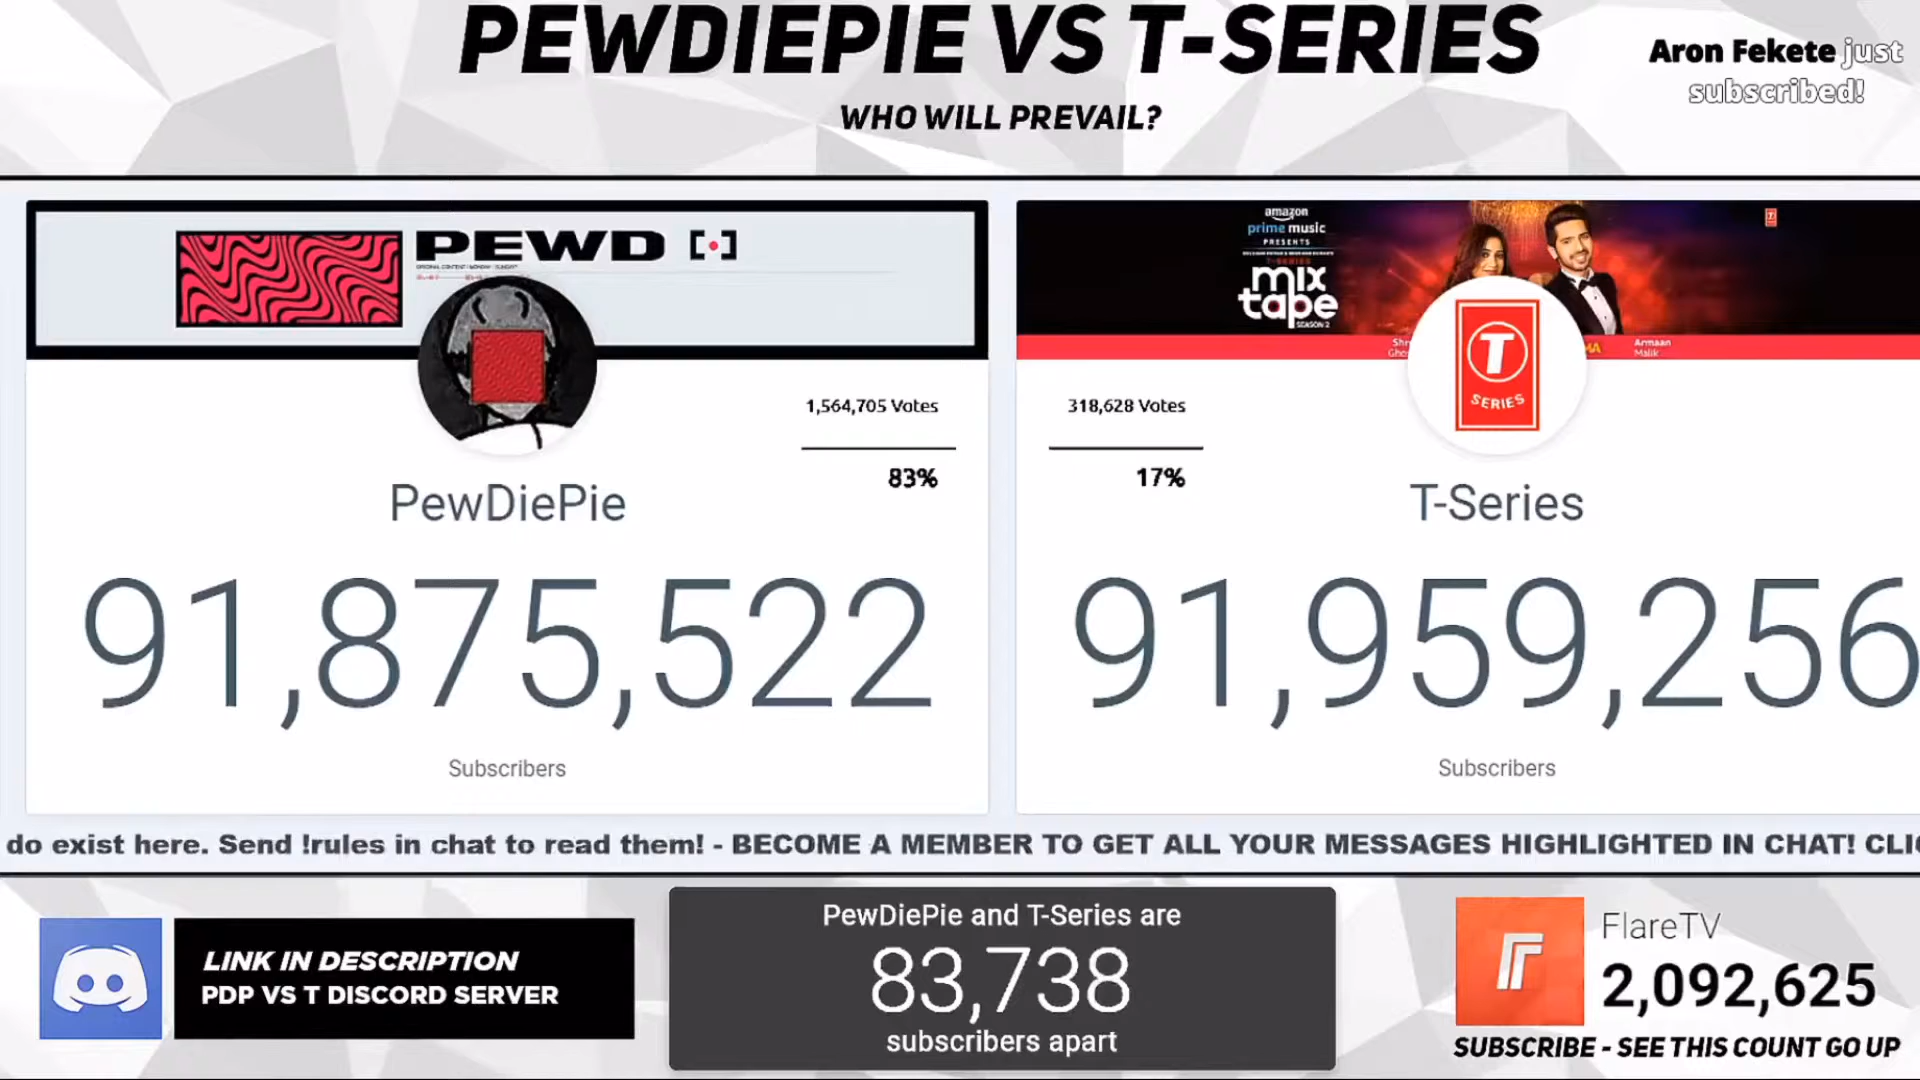 PEWDIEPIE VS T-SERIES
WHO WILL PREVAIL?
Aron Fekete just
subscribed!
PEWD [•]
amazon
prime music
PRESENTS
mix
tape
SEASON 2
T
Armaan
Malik
T
SERIES
1,564,705 Votes
83%
318,628 Votes
17%
PewDiePie
T-Series
91,875,522
91,959,256
Subscribers
Subscribers
do exist here. Send !rules in chat to read them! - BECOME A MEMBER TO GET ALL YOUR MESSAGES HIGHLIGHTED IN CHAT! CLI
LINK IN DESCRIPTION
PDP VS T DISCORD SERVER
PewDiePie and T-Series are
83,738
subscribers apart
FlareTV
2,092,625
SUBSCRIBE - SEE THIS COUNT GO UP